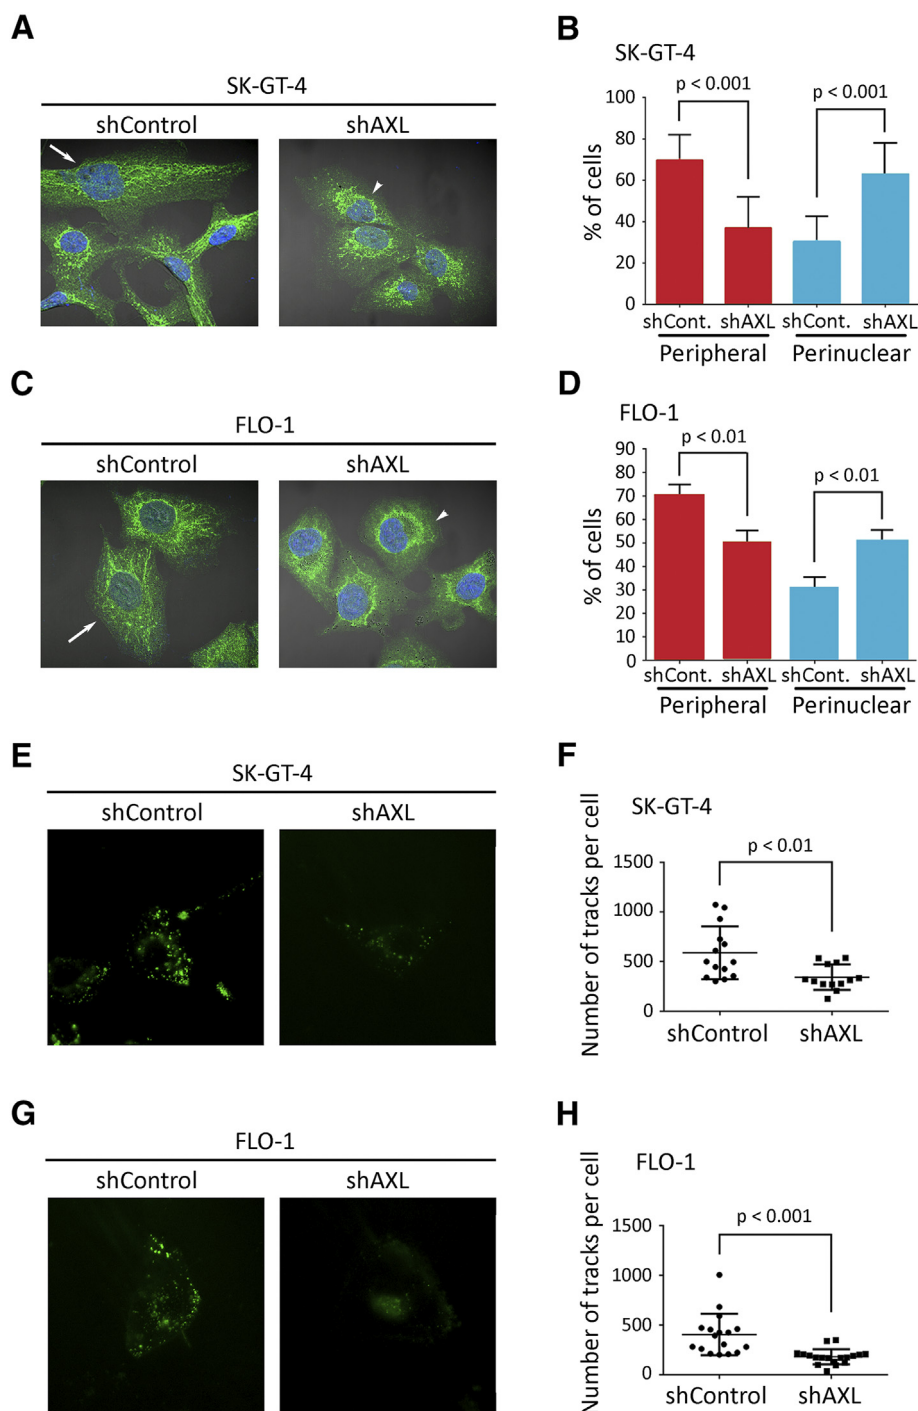 A
SK-GT-4
shControl
shAXL
B
SK-GT-4
p < 0.001
p < 0.001
100
80
60
40
20
0
% of cells
shCont. shAXL shCont. shAXL
Peripheral Perinuclear
C
FLO-1
shControl
shAXL
D
FLO-1
p < 0.01
p < 0.01
90
80
70
60
50
40
30
20
10
0
% of cells
shCont. shAXL shCont. shAXL
Peripheral Perinuclear
E
SK-GT-4
shControl
shAXL
F
SK-GT-4
p < 0.01
1500
1000
500
0
Number of tracks per cell
shControl shAXL
G
FLO-1
shControl
shAXL
H
FLO-1
p < 0.001
1500
1000
500
0
Number of tracks per cell
shControl shAXL